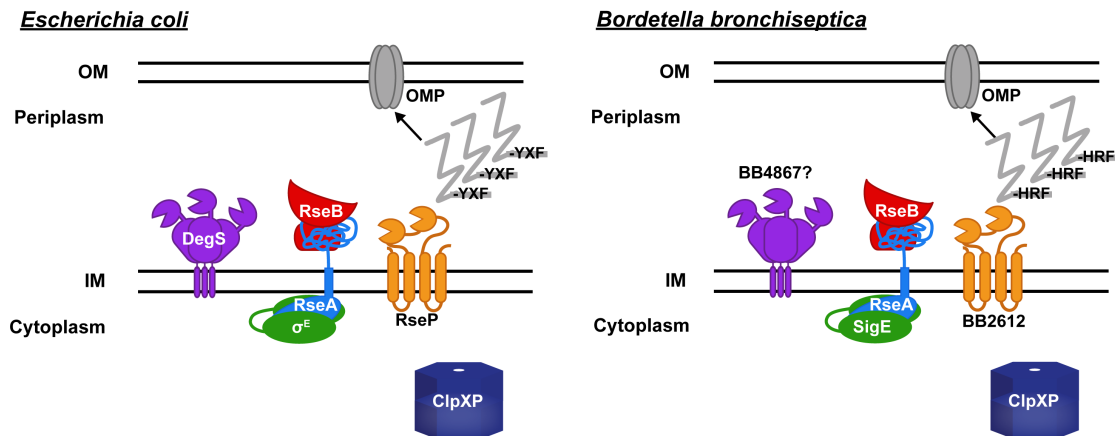 Escherichia coli
OM
OMP
Periplasm
-YXF
-YXF
-YXF
DegS
RseB
IM
RseA
RseP
Cytoplasm
σE
ClpXP
Bordetella bronchiseptica
OM
OMP
Periplasm
-HRF
-HRF
-HRF
BB4867?
RseB
IM
RseA
BB2612
Cytoplasm
SigE
ClpXP